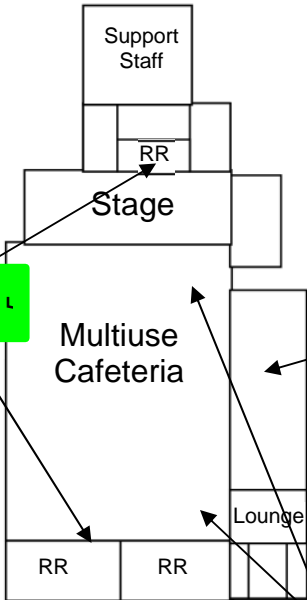 Support
Staff
RR
Stage
Multiuse
Cafeteria
Lounge
RR
RR